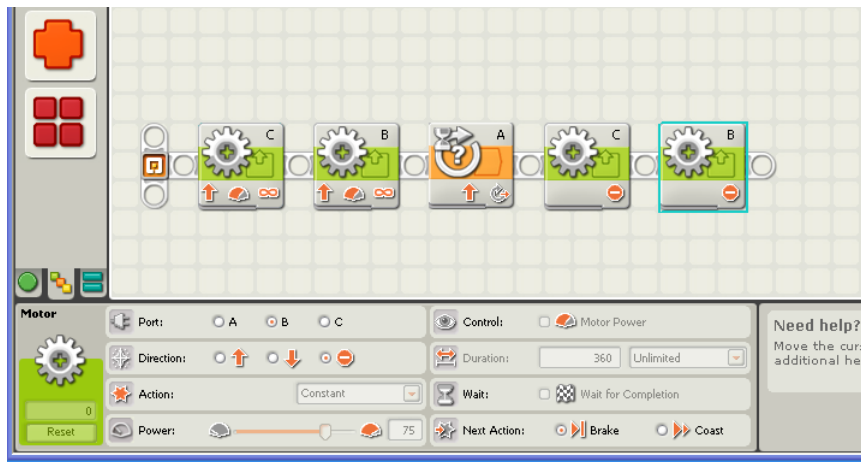 C
B
A
C
B
Motor
0
Reset
Port:
A
B
C
Direction:
Action:
Constant
Power:
75
Control:
Motor Power
Duration:
360
Unlimited
Wait:
Wait for Completion
Next Action:
Brake
Coast
Need help?
Move the cur
additional he